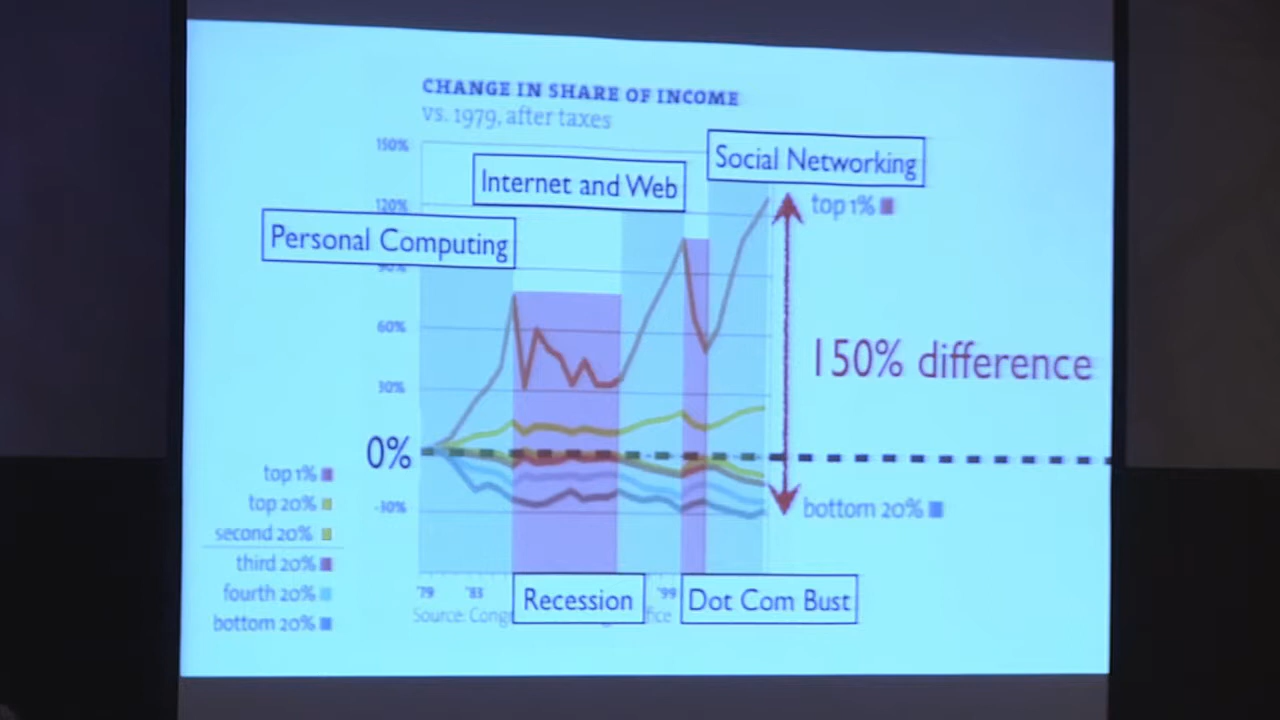 CHANGE IN SHARE OF INCOME
vs. 1979, after taxes
150%
Social Networking
Internet and Web
120%
top 1%
Personal Computing
90%
60%
150% difference
30%
0%
top 1%
top 20%
-30%
bottom 20%
second 20%
third 20%
fourth 20%
bottom 20%
'79 '83 '99
Recession
Dot Com Bust
Source: